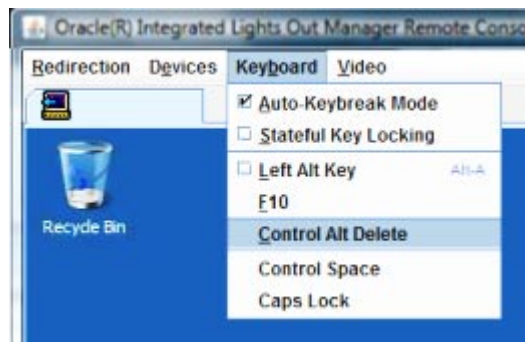 Oracle(R) Integrated Lights Out Manager Remote Conso
Redirection Devices Keyboard Video
Auto-Keybreak Mode
Stateful Key Locking
Left Alt Key Alt-A
F10
Control Alt Delete
Control Space
Caps Lock
Recycle Bin